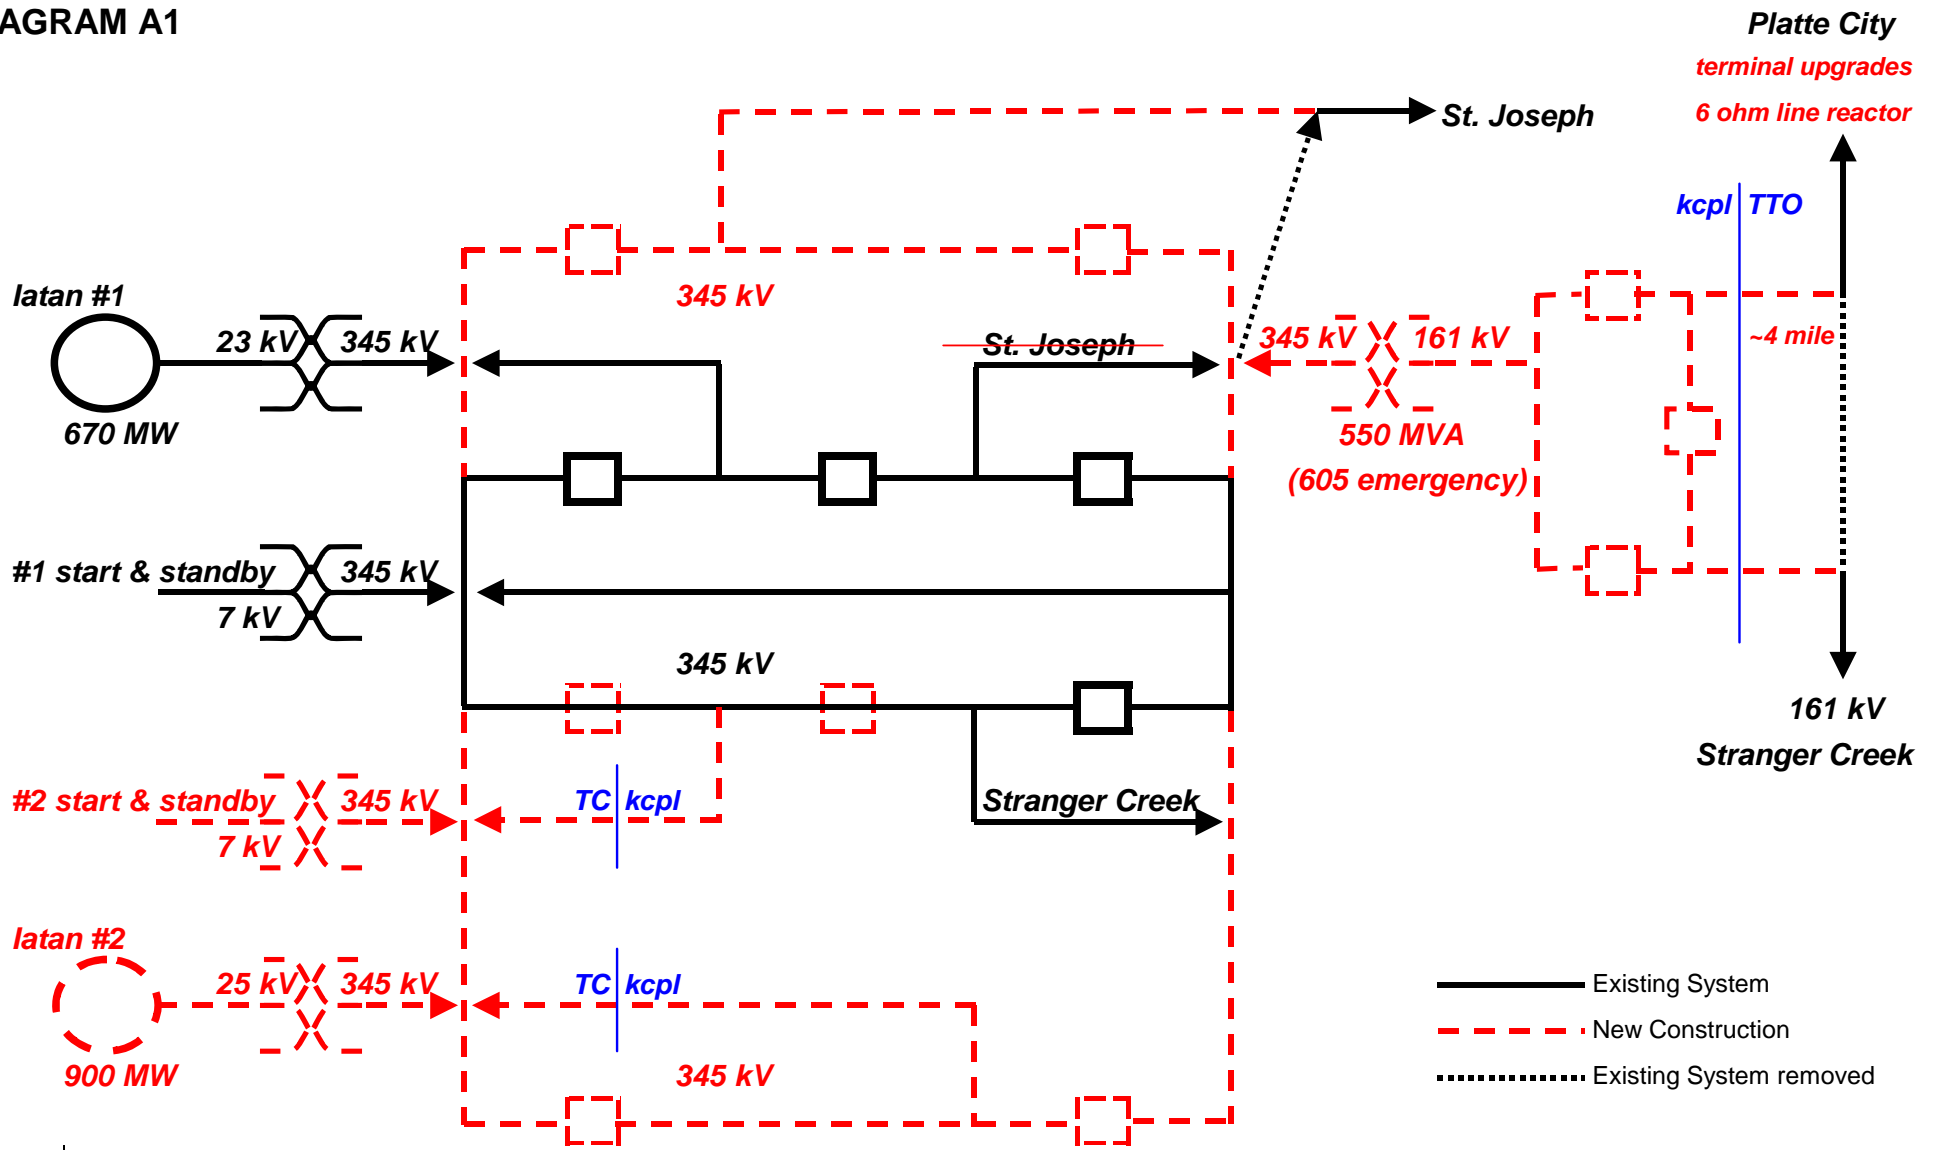 AGRAM A1
Platte City
terminal upgrades
6 ohm line reactor
St. Joseph
kcpl TTO
Iatan #1
23 kV 345 kV
670 MW
345 kV
St. Joseph
345 kV 161 kV
~4 mile
550 MVA
(605 emergency)
#1 start & standby 345 kV
7 kV
345 kV
161 kV
Stranger Creek
#2 start & standby 345 kV
7 kV
TC kcpl
Stranger Creek
Iatan #2
25 kV 345 kV
900 MW
TC kcpl
345 kV
Existing System
New Construction
Existing System removed